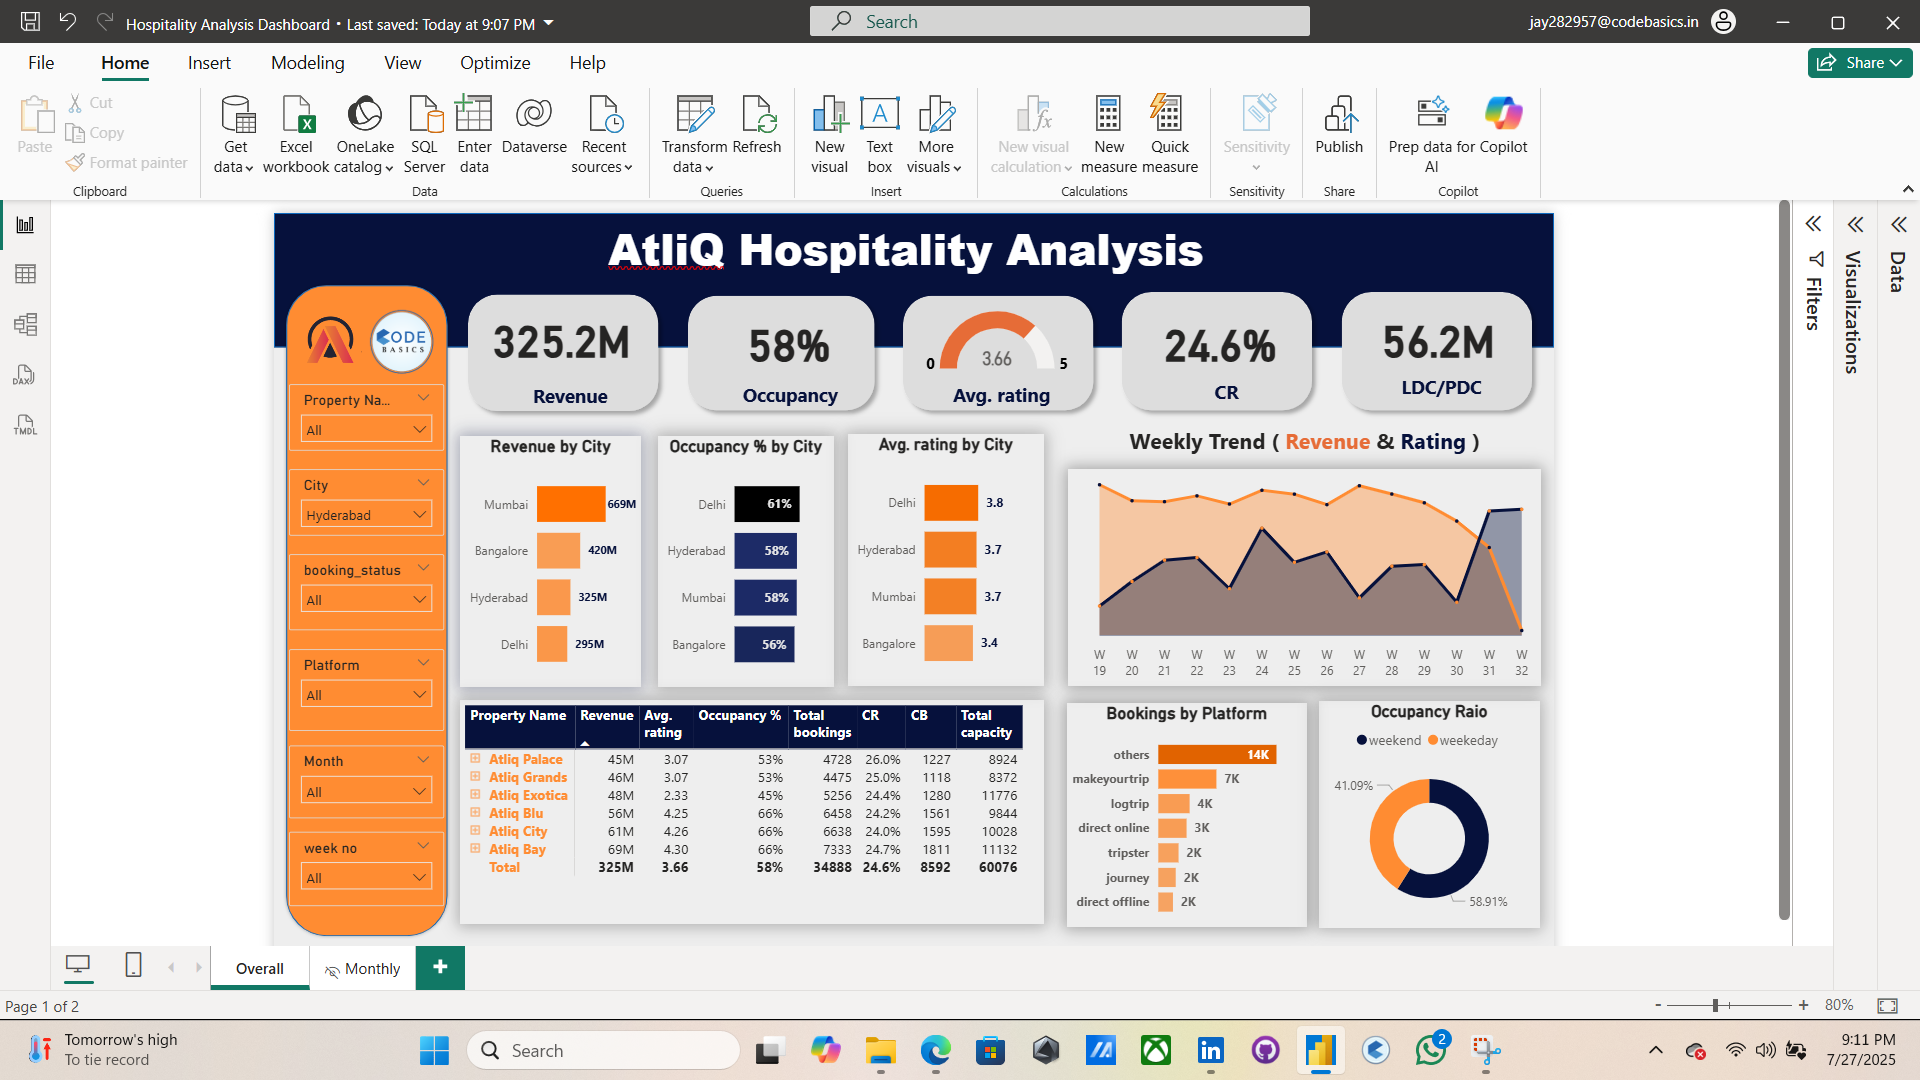 Hospitality Analysis Dashboard • Last saved: Today at 9:07 PM
Search
jay282957@codebasics.in
File
Home
Insert
Modeling
View
Optimize
Help
Share
Paste
Cut
Copy
Format painter
Clipboard
Get data
Excel workbook
OneLake catalog
SQL Server
Enter data
Dataverse
Recent sources
Data
Transform data
Refresh
Queries
New visual
Text box
More visuals
Insert
New visual calculation
New measure
Quick measure
Calculations
Sensitivity
Sensitivity
Publish
Share
Prep data for AI
Copilot
Copilot
DAX
TMDL
AtliQ Hospitality Analysis
CODE
BASICS
325.2M
Revenue
58%
Occupancy
0
3.66
5
Avg. rating
24.6%
CR
56.2M
LDC/PDC
Property Na...
All
City
Hyderabad
booking_status
All
Platform
All
Month
All
week no
All
Revenue by City
Mumbai 669M
Bangalore 420M
Hyderabad 325M
Delhi 295M
Occupancy % by City
Delhi 61%
Hyderabad 58%
Mumbai 58%
Bangalore 56%
Avg. rating by City
Delhi 3.8
Hyderabad 3.7
Mumbai 3.7
Bangalore 3.4
Weekly Trend ( Revenue & Rating )
W W W W W W W W W W W W W W
19 20 21 22 23 24 25 26 27 28 29 30 31 32
Property Name Revenue Avg. rating Occupancy % Total bookings CR CB Total capacity
Atliq Palace 45M 3.07 53% 4728 26.0% 1227 8924
Atliq Grands 46M 3.07 53% 4475 25.0% 1118 8372
Atliq Exotica 48M 2.33 45% 5256 24.4% 1280 11776
Atliq Blu 56M 4.25 66% 6458 24.2% 1561 9844
Atliq City 61M 4.26 66% 6638 24.0% 1595 10028
Atliq Bay 69M 4.30 66% 7333 24.7% 1811 11132
Total 325M 3.66 58% 34888 24.6% 8592 60076
Bookings by Platform
others 14K
makeyourtrip 7K
logtrip 4K
direct online 3K
tripster 2K
journey 2K
direct offline 2K
Occupancy Raio
weekend weekeday
41.09%
58.91%
Filters
Visualizations
Data
Overall
Monthly
Page 1 of 2
- + 80%
Tomorrow's high
To tie record
Search
2
9:11 PM
7/27/2025